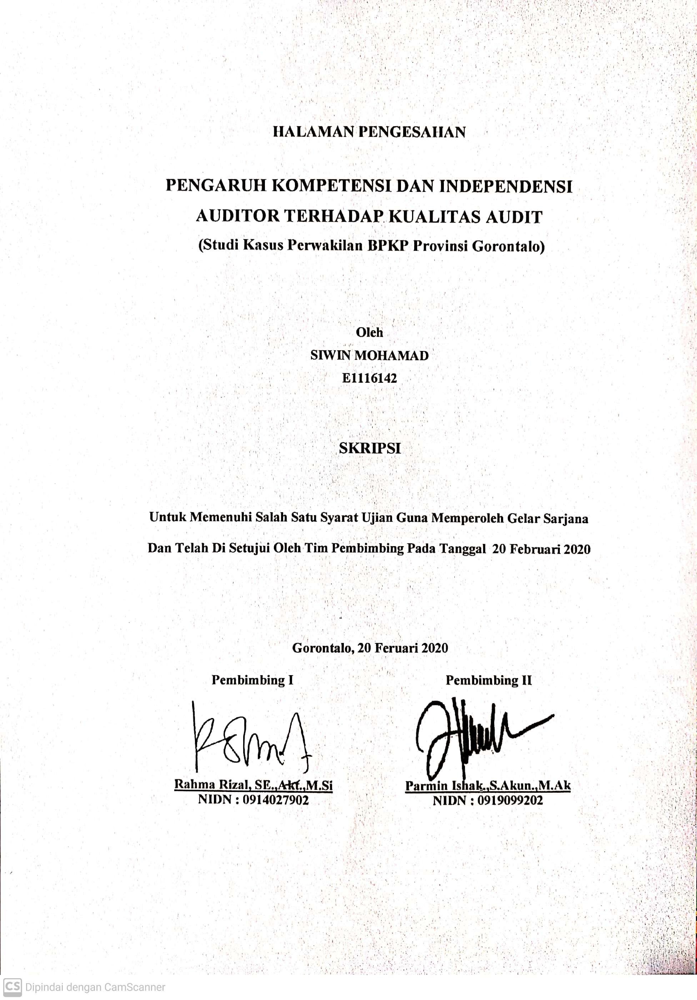 HALAMAN PENGESAHAN
PENGARUH KOMPETENSI DAN INDEPENDENSI
AUDITOR TERHADAP KUALITAS AUDIT
(Studi Kasus Perwakilan BPKP Provinsi Gorontalo)
Oleh
SIWIN MOHAMAD
E1116142
SKRIPSI
Untuk Memenuhi Salah Satu Syarat Ujian Guna Memperoleh Gelar Sarjana
Dan Telah Di Setujui Oleh Tim Pembimbing Pada Tanggal 20 Februari 2020
Gorontalo, 20 Feruari 2020
Pembimbing I Pembimbing II
Rahma Rizal, SE.,Akt.,M.Si Parmin Ishak.,S.Akun.,M.Ak
NIDN : 0914027902 NIDN : 0919099202
CS Dipindai dengan CamScanner